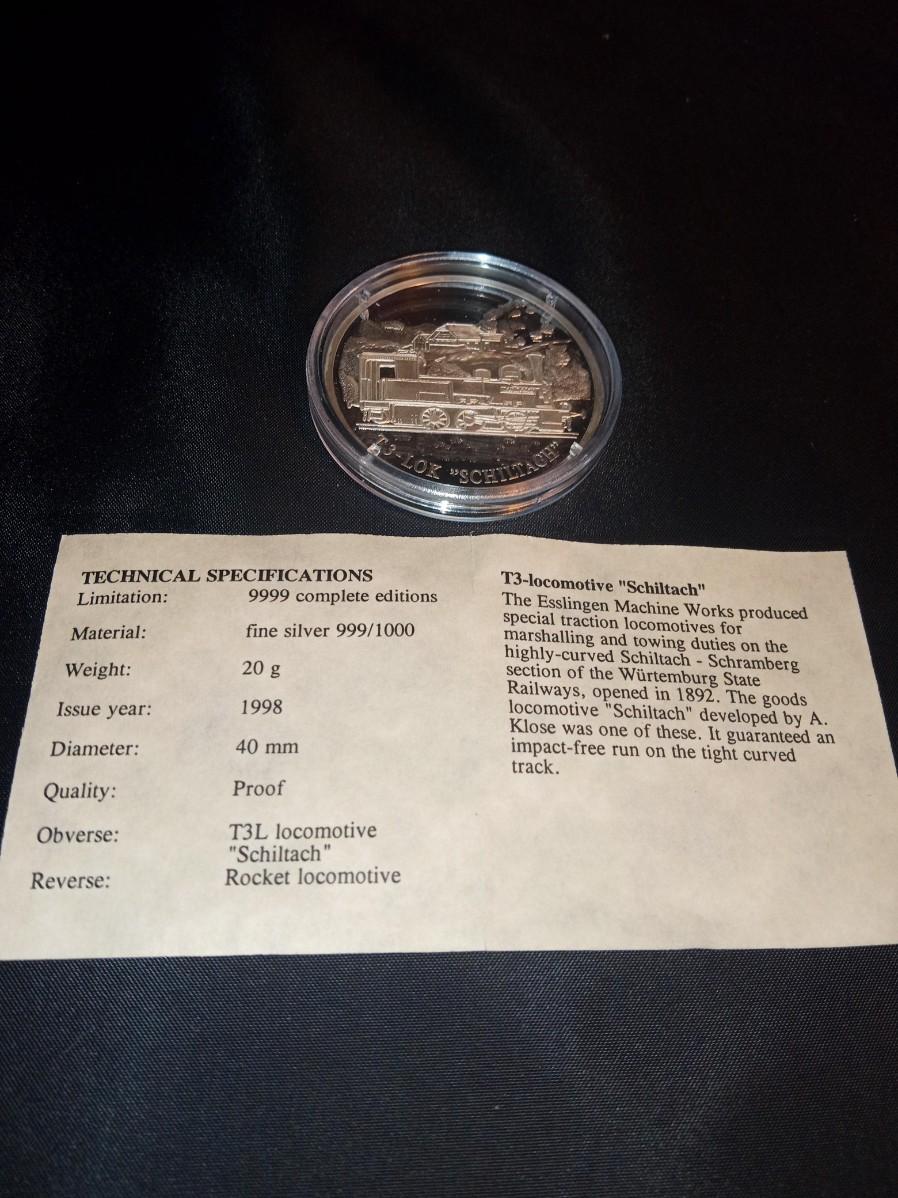 T3-LOK "SCHILTACH"
TECHNICAL SPECIFICATIONS
Limitation: 9999 complete editions
Material: fine silver 999/1000
Weight: 20 g
Issue year: 1998
Diameter: 40 mm
Quality: Proof
Obverse: T3L locomotive
"Schiltach"
Reverse: Rocket locomotive
T3-locomotive "Schiltach"
The Esslingen Machine Works produced
special traction locomotives for
marshalling and towing duties on the
highly-curved Schiltach - Schramberg
section of the Würtemburg State
Railways, opened in 1892. The goods
locomotive "Schiltach" developed by A.
Klose was one of these. It guaranteed an
impact-free run on the tight curved
track.